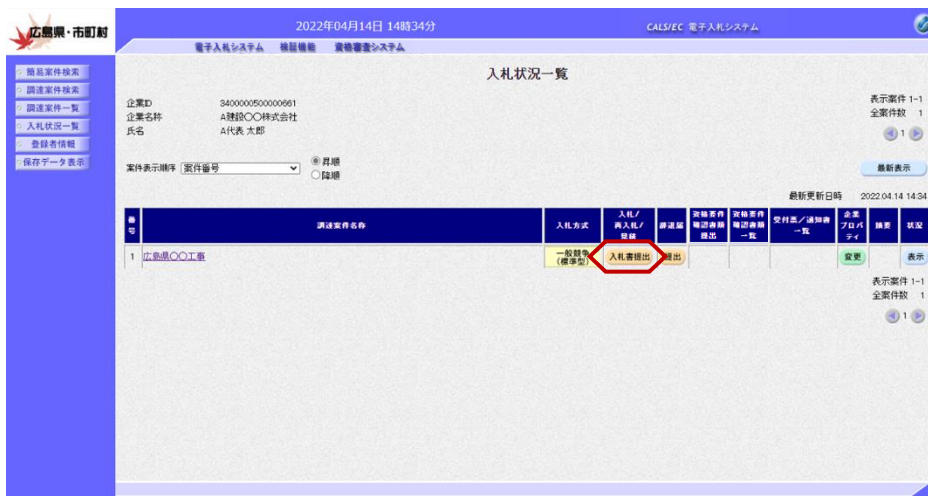 広島県・市町村
2022年04月14日 14時34分
CALS/EC 電子入札システム
電子入札システム 検証機能 資格審査システム
簡易案件検索
調達案件検索
調達案件一覧
入札状況一覧
登録者情報
保存データ表示
入札状況一覧
企業ID 3400000500000661
企業名称 A建設〇〇株式会社
氏名 A代表 太郎
表示案件 1-1
全案件数 1
1
案件表示順序 案件番号
昇順
降順
最新表示
最新更新日時 2022.04.14 14:34
番号 調達案件名称 入札方式 入札/再入札/見積 辞退届 資格要件確認書類提出 資格要件確認書類一覧 受付票/通知書一覧 企業プロパティ 摘要 状況
1 広島県〇〇工事 一般競争(標準型) 入札書提出 提出 変更 表示
表示案件 1-1
全案件数 1
1